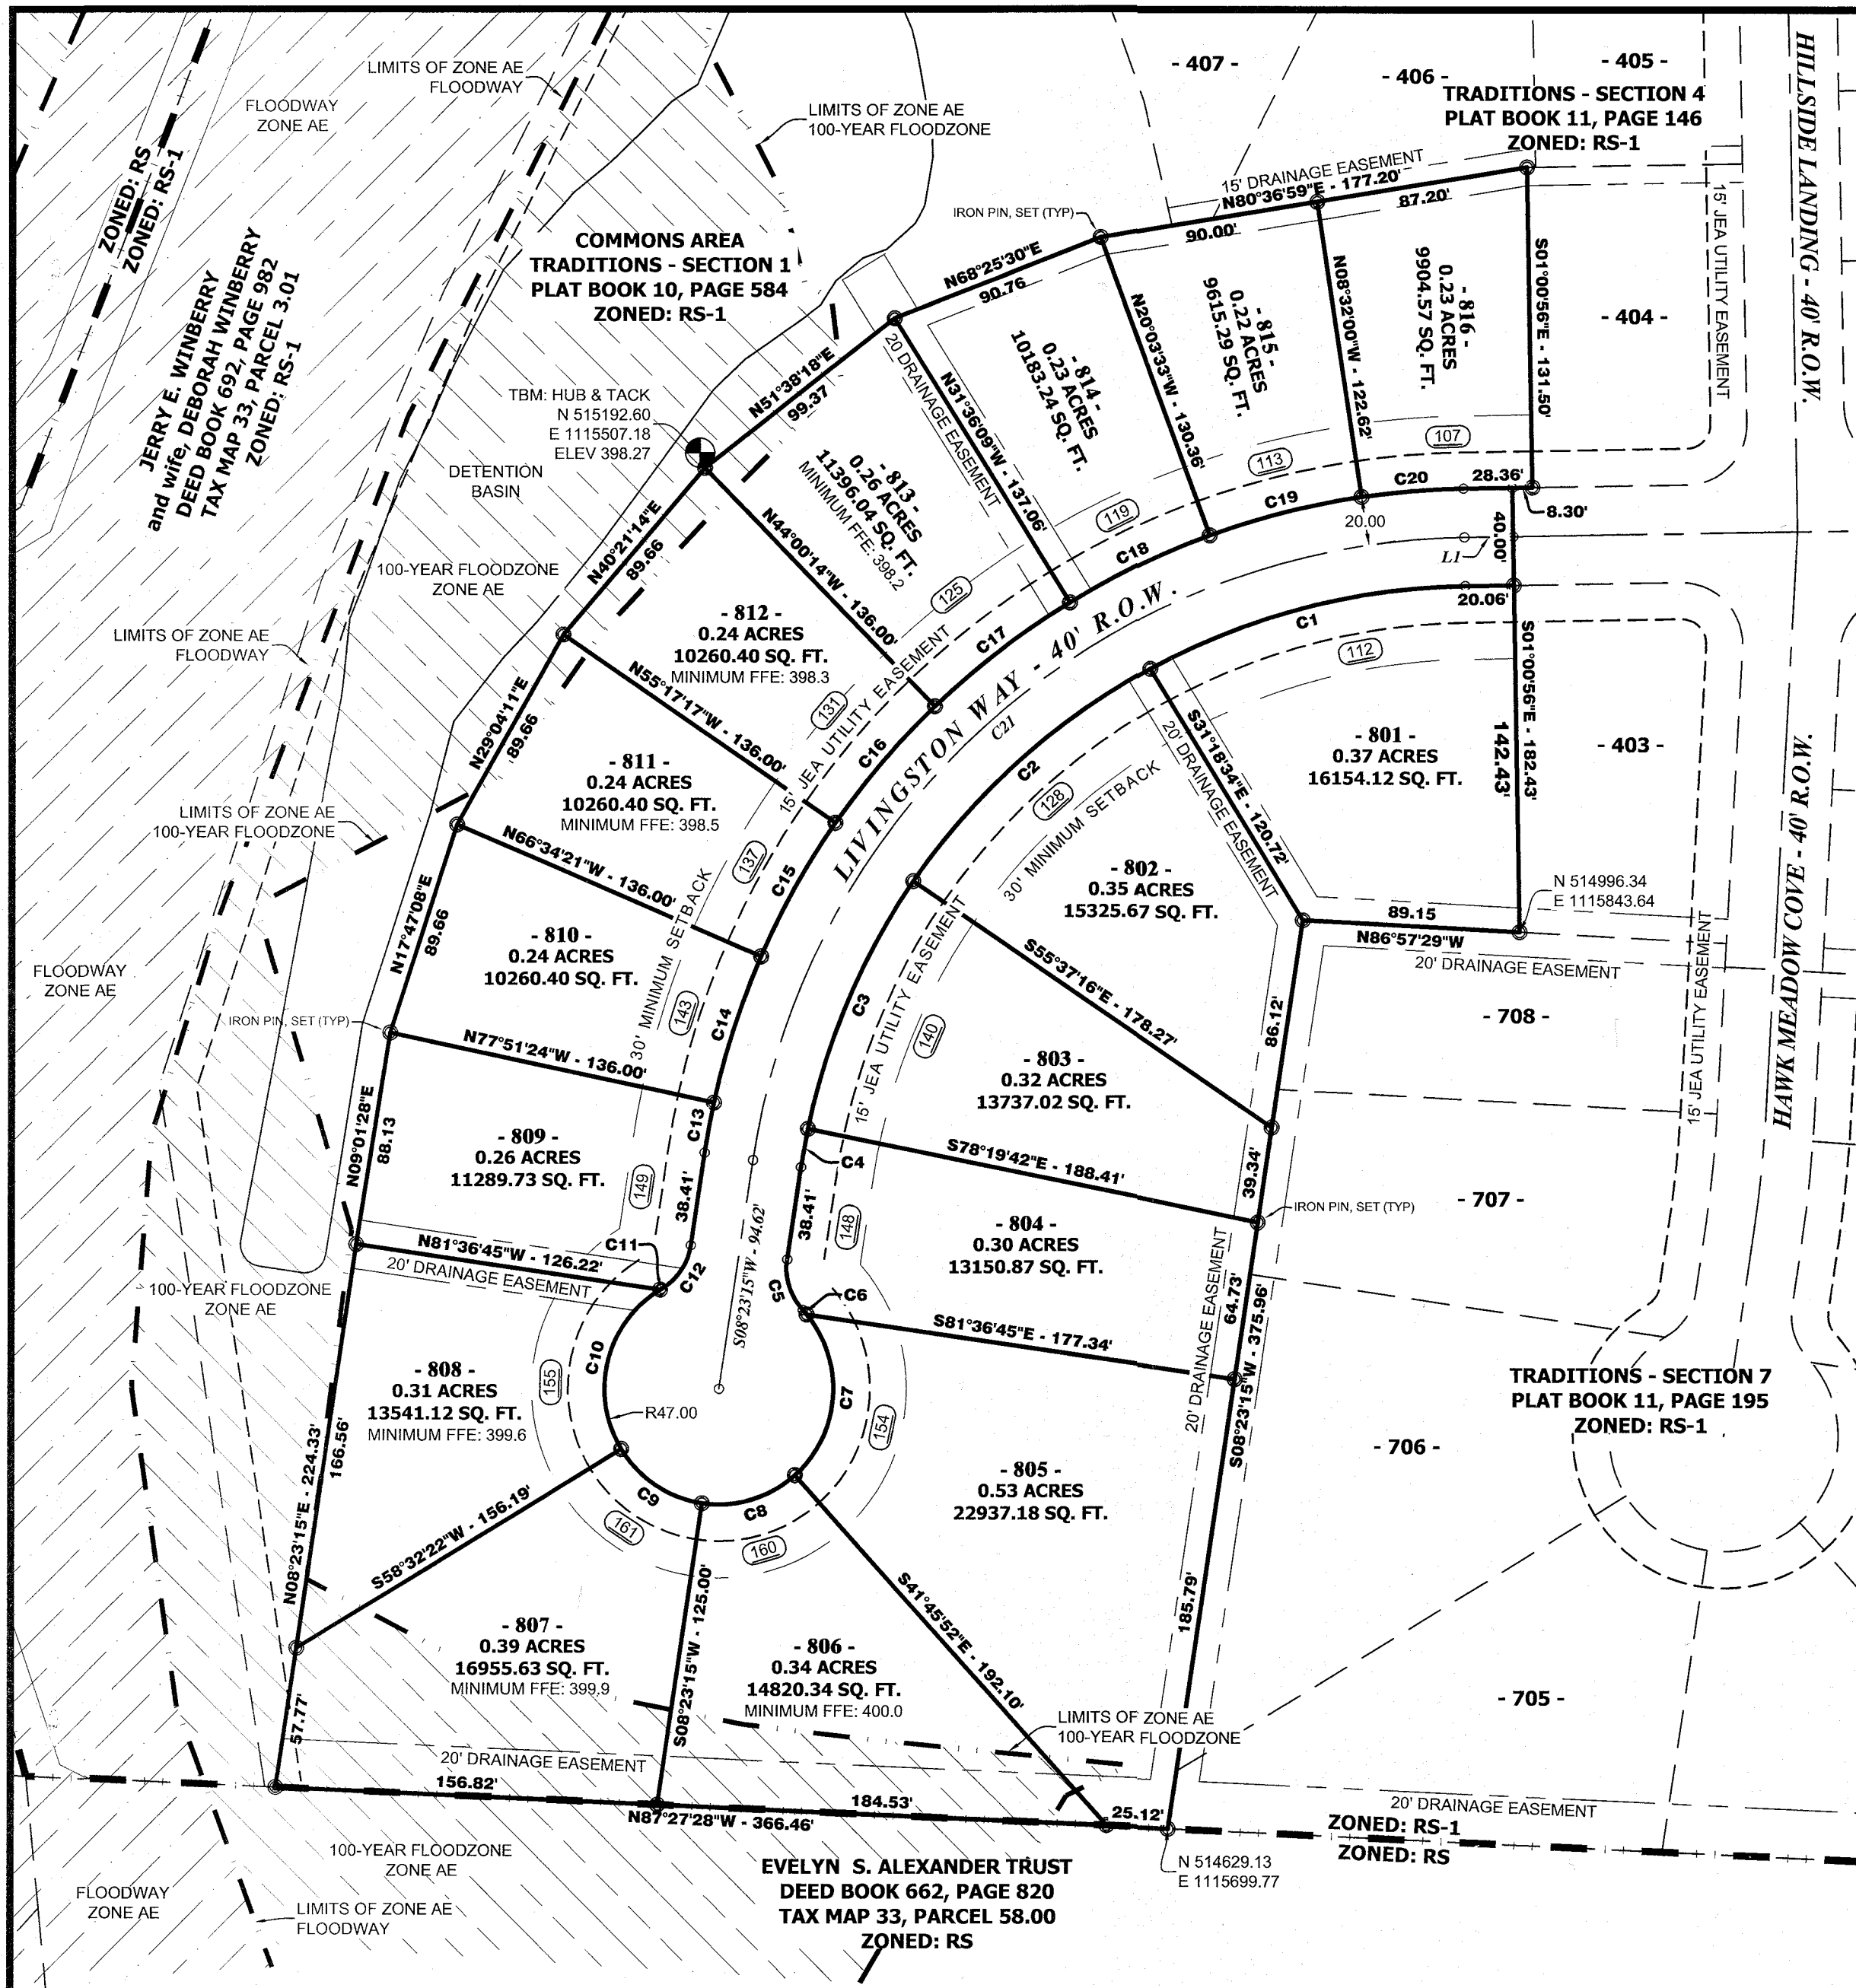 - 407 -
- 406 -
- 405 -
TRADITIONS - SECTION 4
PLAT BOOK 11, PAGE 146
ZONED: RS-1
HILLSIDE LANDING - 40' R.O.W.
LIMITS OF ZONE AE
FLOODWAY
FLOODWAY
ZONE AE
LIMITS OF ZONE AE
100-YEAR FLOODZONE
ZONED: RS
ZONED: RS-1
JERRY E. WINBERRY
and wife, DEBORAH WINBERRY
DEED BOOK 692, PAGE 982
TAX MAP 33, PARCEL 3.01
ZONED: RS-1
COMMONS AREA
TRADITIONS - SECTION 1
PLAT BOOK 10, PAGE 584
ZONED: RS-1
IRON PIN, SET (TYP)
15' DRAINAGE EASEMENT
N80°36'59"E - 177.20'
90.00'
87.20'
15' JEA UTILITY EASEMENT
N68°25'30"E
90.76
N20°03'33"W - 130.36'
N08°32'00"W - 122.62'
S01°00'56"E - 131.50'
- 816 -
0.23 ACRES
9904.57 SQ. FT.
- 815 -
0.22 ACRES
9615.29 SQ. FT.
- 814 -
0.23 ACRES
10183.24 SQ. FT.
- 404 -
TBM: HUB & TACK
N 515192.60
E 1115507.18
ELEV 398.27
N51°38'18"E
99.37
20' DRAINAGE EASEMENT
N31°36'09"W - 137.06'
- 813 -
0.26 ACRES
11396.04 SQ. FT.
MINIMUM FFE: 398.2
DETENTION
BASIN
107
113
119
125
C20
28.36'
8.30'
C19
20.00
40.00'
L1
C18
20.06'
N40°21'14"E
89.66
N44°00'14"W - 136.00'
100-YEAR FLOODZONE
ZONE AE
- 812 -
0.24 ACRES
10260.40 SQ. FT.
MINIMUM FFE: 398.3
C17
C1
112
LIMITS OF ZONE AE
FLOODWAY
N55°17'17"W - 136.00'
131
15' JEA UTILITY EASEMENT
C16
LIVINGSTON WAY - 40' R.O.W.
C21
S31°18'34"E - 120.72'
20' DRAINAGE EASEMENT
- 801 -
0.37 ACRES
16154.12 SQ. FT.
S01°00'56"E - 182.43'
142.43'
- 403 -
HAWK MEADOW COVE - 40' R.O.W.
N29°04'11"E
89.66
- 811 -
0.24 ACRES
10260.40 SQ. FT.
MINIMUM FFE: 398.5
C2
128
30' MINIMUM SETBACK
LIMITS OF ZONE AE
100-YEAR FLOODZONE
N66°34'21"W - 136.00'
137
C15
- 802 -
0.35 ACRES
15325.67 SQ. FT.
N 514996.34
E 1115843.64
89.15
N86°57'29"W
20' DRAINAGE EASEMENT
15' JEA UTILITY EASEMENT
N17°47'08"E
89.66
- 810 -
0.24 ACRES
10260.40 SQ. FT.
30' MINIMUM SETBACK
143
C14
S55°37'16"E - 178.27'
FLOODWAY
ZONE AE
86.12'
- 708 -
IRON PIN, SET (TYP)
N77°51'24"W - 136.00'
C3
15' JEA UTILITY EASEMENT
140
- 803 -
0.32 ACRES
13737.02 SQ. FT.
N09°01'28"E
88.13
- 809 -
0.26 ACRES
11289.73 SQ. FT.
C13
C4
S78°19'42"E - 188.41'
39.34'
IRON PIN, SET (TYP)
- 707 -
149
38.41'
38.41'
148
- 804 -
0.30 ACRES
13150.87 SQ. FT.
N81°36'45"W - 126.22'
20' DRAINAGE EASEMENT
C11
C12
S08°23'15"W - 94.62'
C5
C6
20' DRAINAGE EASEMENT
64.73'
S08°23'15"W - 375.96'
S81°36'45"E - 177.34'
100-YEAR FLOODZONE
ZONE AE
- 808 -
0.31 ACRES
13541.12 SQ. FT.
MINIMUM FFE: 399.6
C10
155
R47.00
C7
154
TRADITIONS - SECTION 7
PLAT BOOK 11, PAGE 195
ZONED: RS-1
- 706 -
N08°23'15"E - 224.33'
166.56'
S58°32'22"W - 156.19'
C9
161
C8
160
- 805 -
0.53 ACRES
22937.18 SQ. FT.
S41°45'52"E - 192.10'
185.79'
S08°23'15"W - 125.00'
- 807 -
0.39 ACRES
16955.63 SQ. FT.
MINIMUM FFE: 399.9
- 806 -
0.34 ACRES
14820.34 SQ. FT.
MINIMUM FFE: 400.0
LIMITS OF ZONE AE
100-YEAR FLOODZONE
- 705 -
57.77'
20' DRAINAGE EASEMENT
156.82'
184.53'
25.12'
N87°27'28"W - 366.46'
20' DRAINAGE EASEMENT
ZONED: RS-1
ZONED: RS
100-YEAR FLOODZONE
ZONE AE
N 514629.13
E 1115699.77
EVELYN S. ALEXANDER TRUST
DEED BOOK 662, PAGE 820
TAX MAP 33, PARCEL 58.00
ZONED: RS
FLOODWAY
ZONE AE
LIMITS OF ZONE AE
FLOODWAY